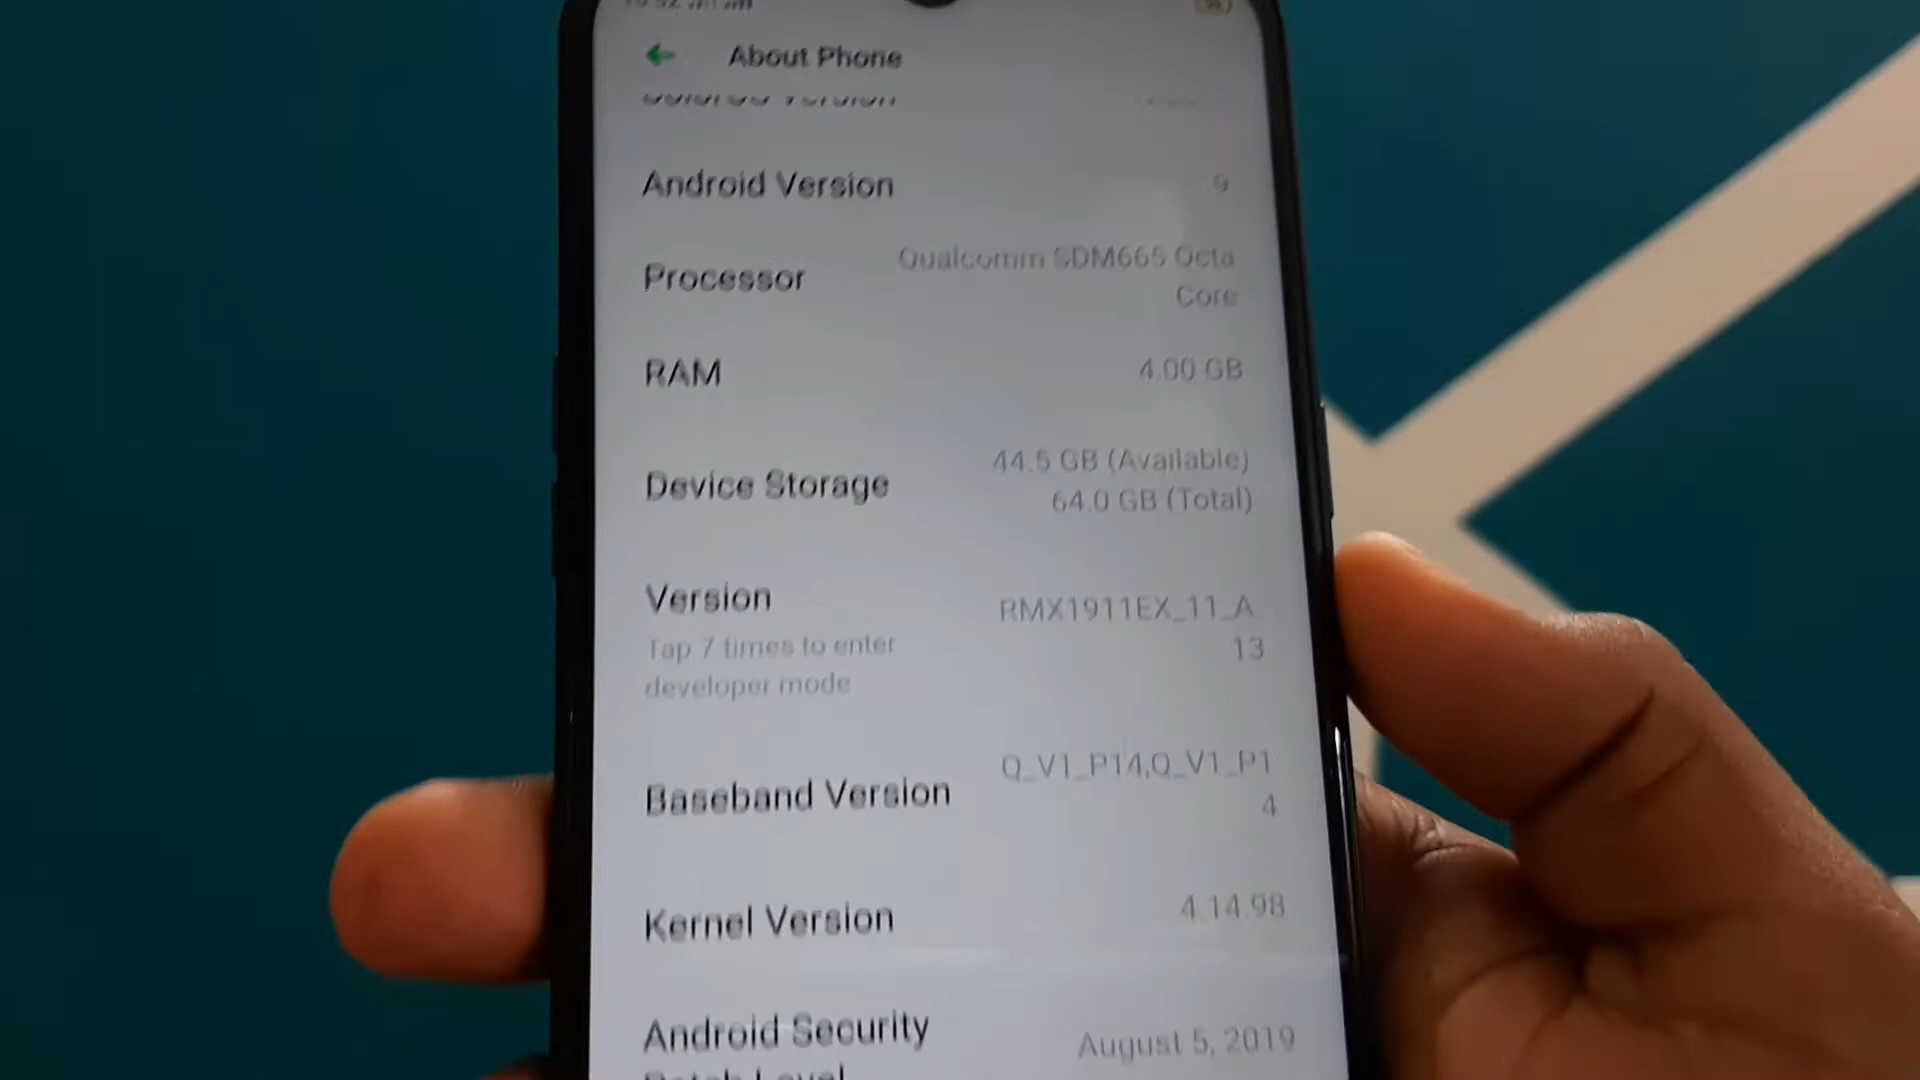 About Phone
Android Version 9
Processor Qualcomm SDM665 Octa
Core
RAM 4.00 GB
Device Storage 44.5 GB (Available)
64.0 GB (Total)
Version RMX1911EX_11_A
13
Tap 7 times to enter
developer mode
Baseband Version Q_V1_P14,Q_V1_P1
4
Kernel Version 4.14.98
Android Security August 5, 2019